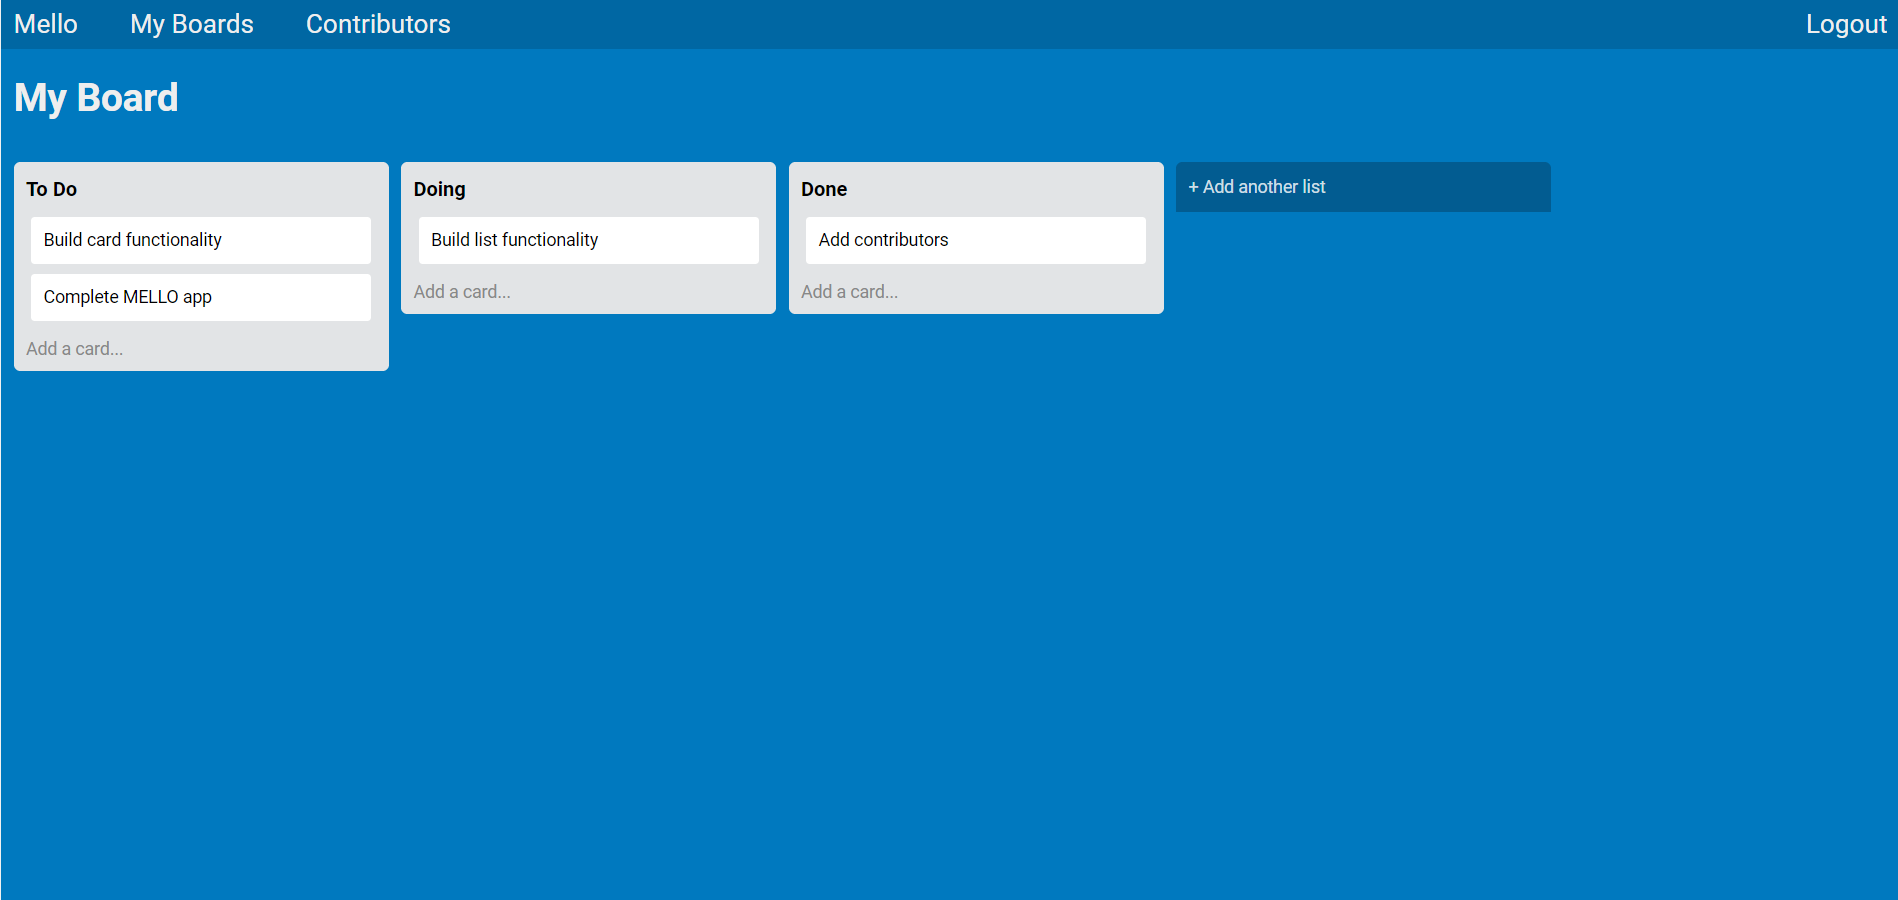 Mello My Boards Contributors Logout
My Board
To Do
Build card functionality
Complete MELLO app
Add a card...
Doing
Build list functionality
Add a card...
Done
Add contributors
Add a card...
+ Add another list